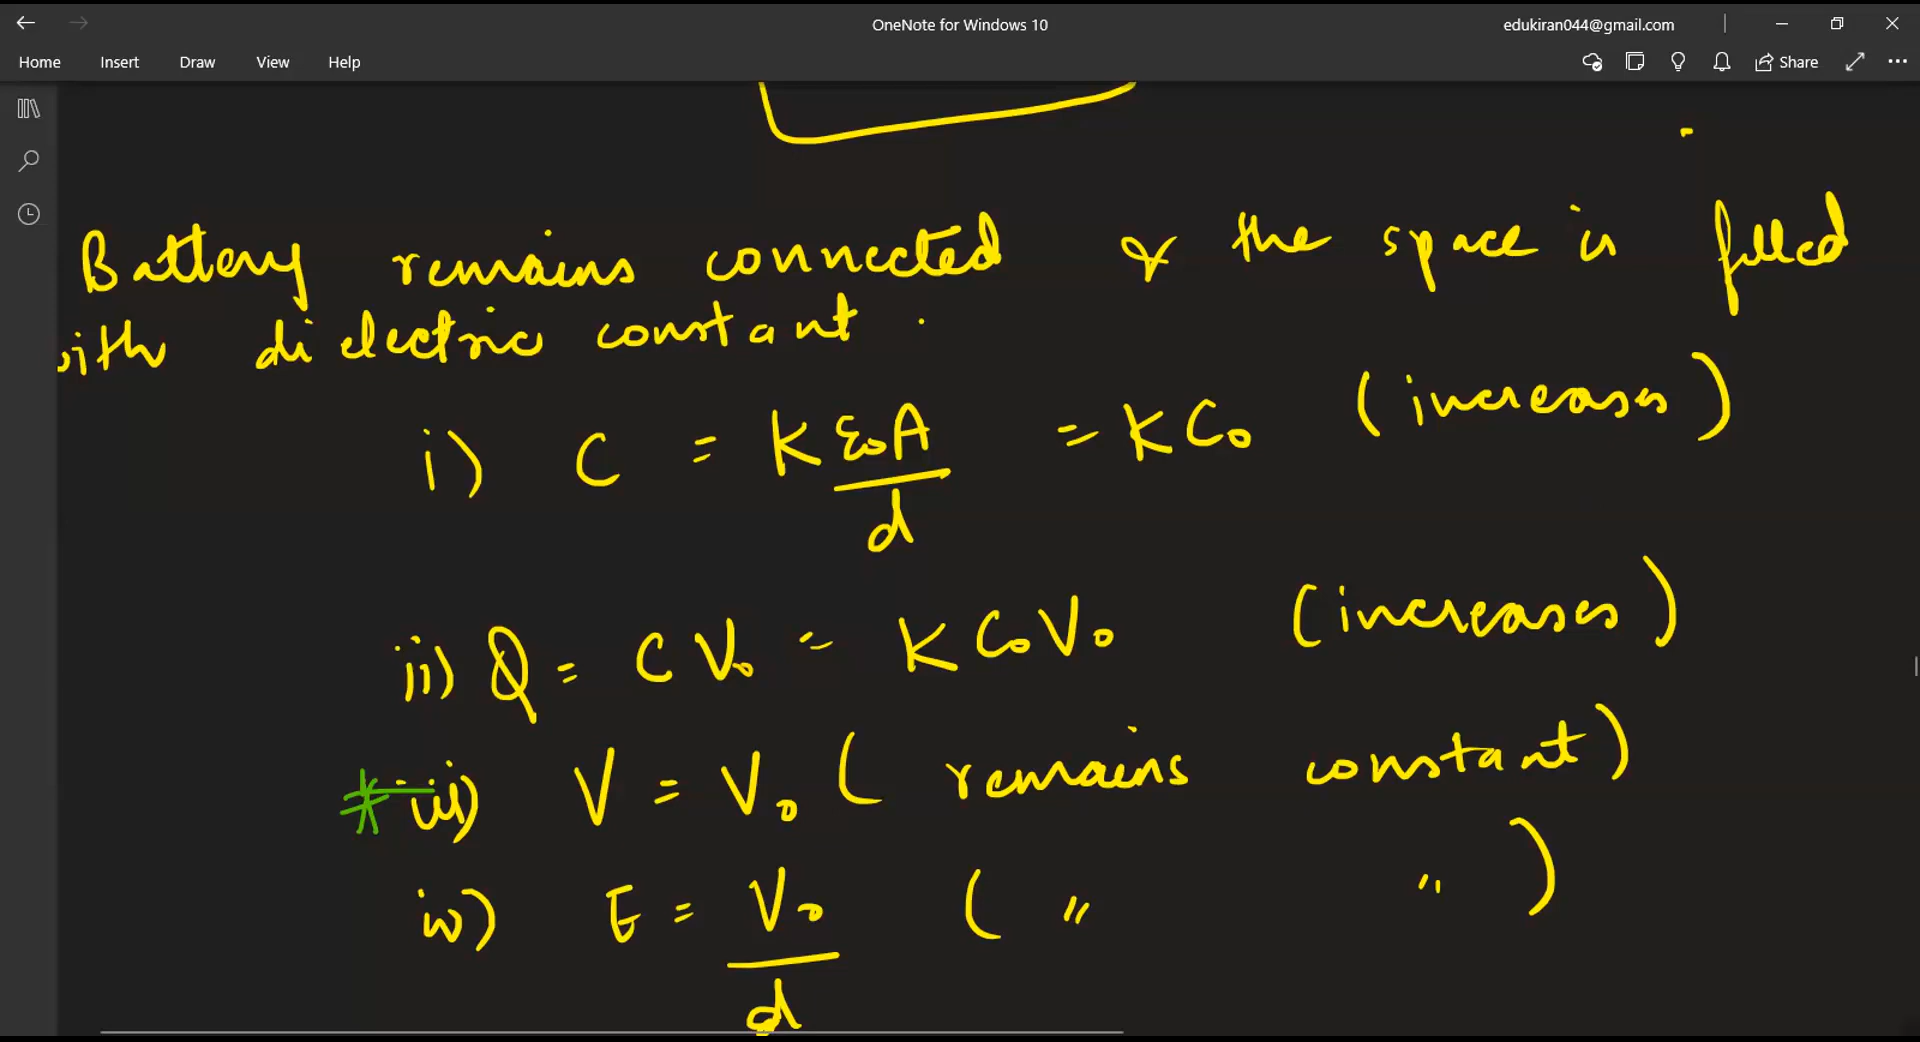 OneNote for Windows 10
edukiran044@gmail.com
Home Insert Draw View Help
Share
Battery remains connected & the space is filled
with dielectric constant.
i) C = K ε₀A / d = KC₀ (increases)
ii) Q = CV₀ = KC₀V₀ (increases)
* iii) V = V₀ (remains constant)
iv) E = V₀ / d ( " " )